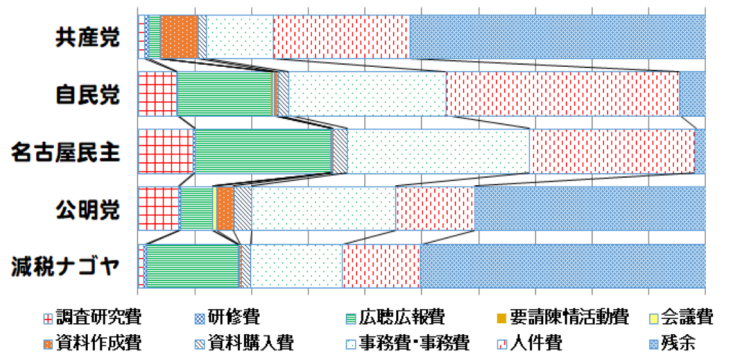 共産党
自民党
名古屋民主
公明党
減税ナゴヤ
調査研究費 研修費 広聴広報費 要請陳情活動費 会議費
資料作成費 資料購入費 事務費・事務費 人件費 残余